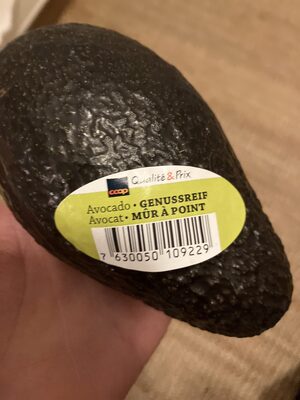 coop Qualité & Prix
Avocado • GENUSSREIF
Avocat • MÛR À POINT
7 630050 109229